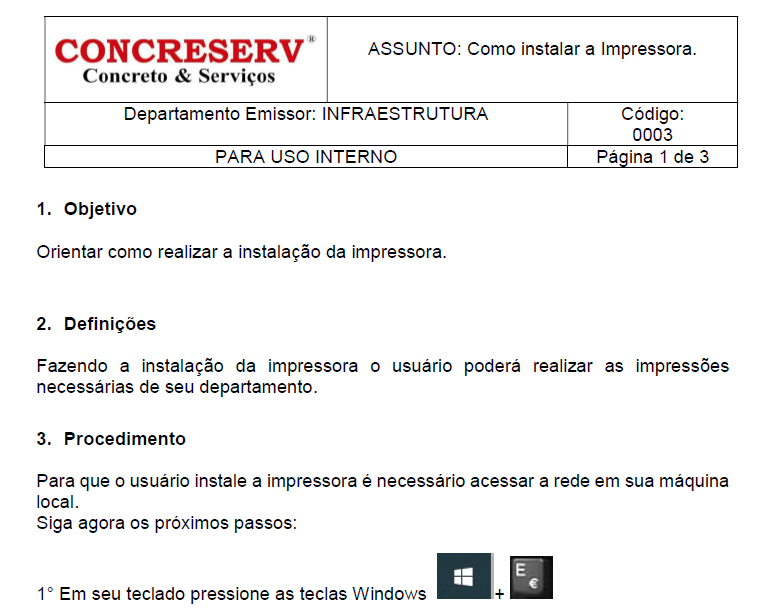 CONCRESERV®
Concreto & Serviços
ASSUNTO: Como instalar a Impressora.
Departamento Emissor: INFRAESTRUTURA
Código:
0003
PARA USO INTERNO
Página 1 de 3
1. Objetivo
Orientar como realizar a instalação da impressora.
2. Definições
Fazendo a instalação da impressora o usuário poderá realizar as impressões
necessárias de seu departamento.
3. Procedimento
Para que o usuário instale a impressora é necessário acessar a rede em sua máquina
local.
Siga agora os próximos passos:
1° Em seu teclado pressione as teclas Windows + E €